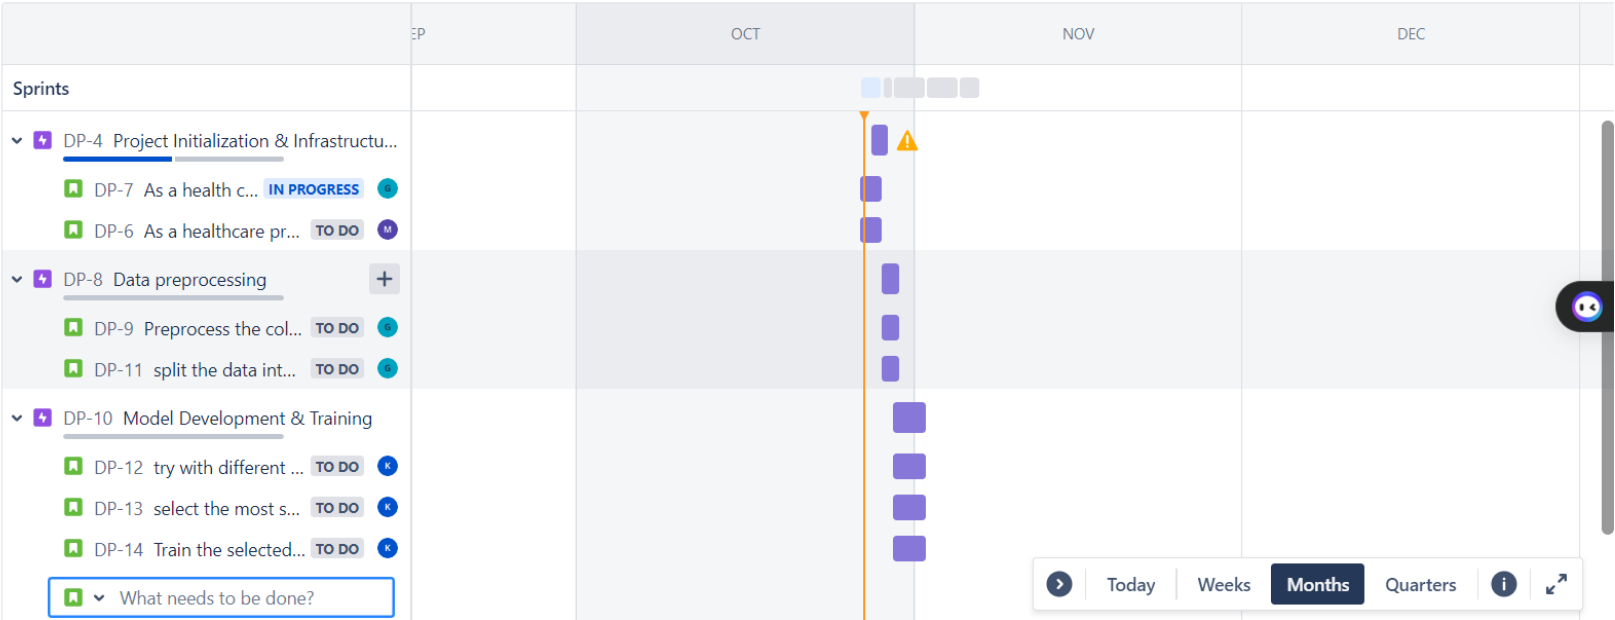 EP OCT NOV DEC
Sprints
DP-4 Project Initialization & Infrastructu...
DP-7 As a health c... IN PROGRESS G
DP-6 As a healthcare pr... TO DO M
DP-8 Data preprocessing +
DP-9 Preprocess the col... TO DO G
DP-11 split the data int... TO DO G
DP-10 Model Development & Training
DP-12 try with different ... TO DO K
DP-13 select the most s... TO DO K
DP-14 Train the selected... TO DO K
Today Weeks Months Quarters
What needs to be done?